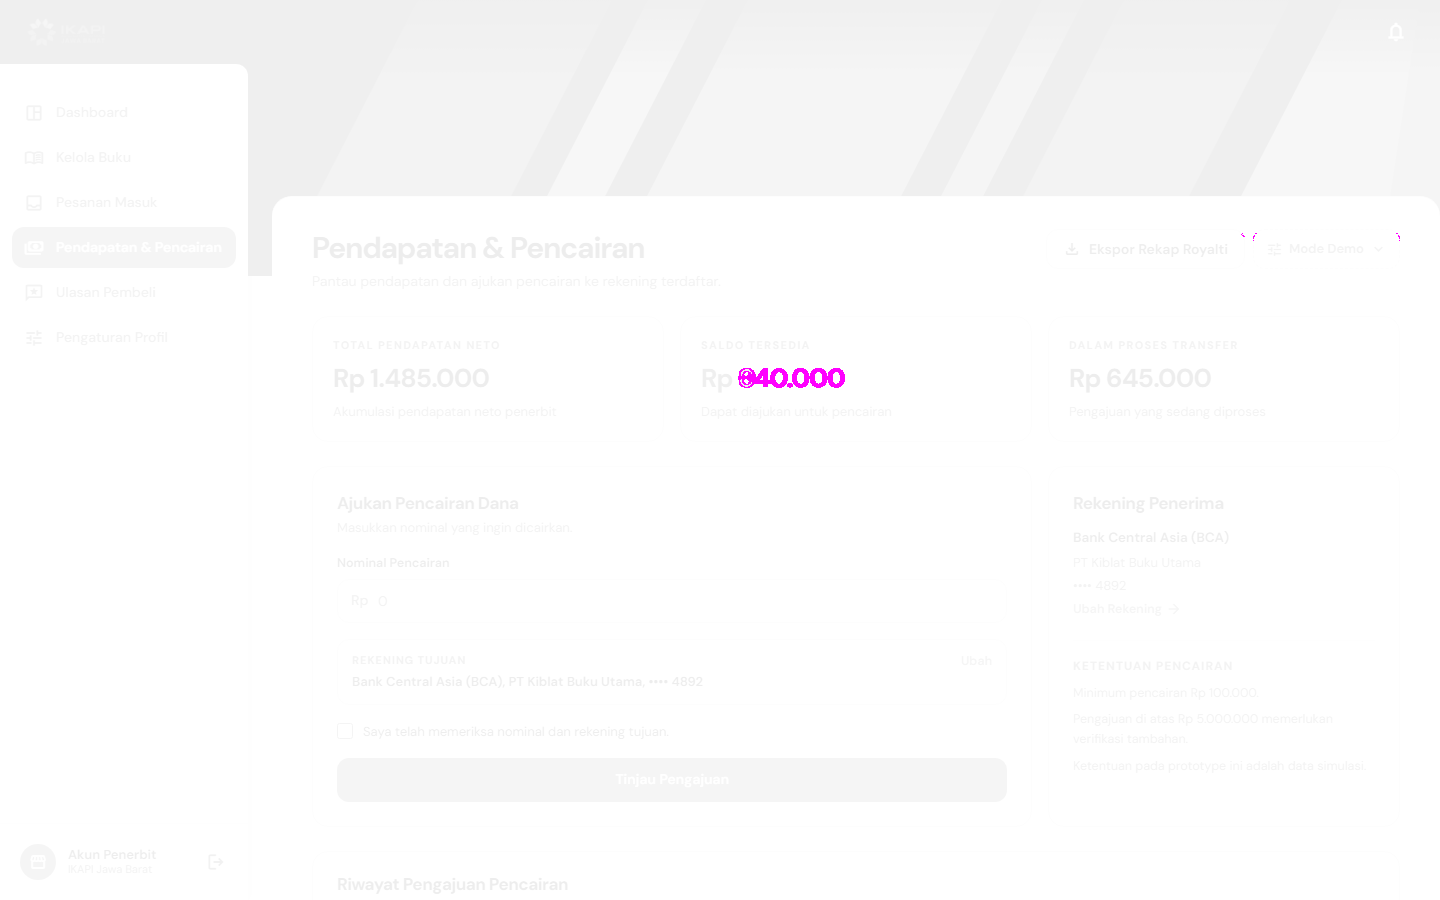 IKAPI
Dashboard
Kelola Buku
Pesanan Masuk
Pendapatan & Pencairan
Ulasan Pembeli
Pengaturan Profil
Akun Penerbit
IKAPI Jawa Barat
Pendapatan & Pencairan
Pantau pendapatan dan ajukan pencairan ke rekening terdaftar.
Ekspor Rekap Royalti
Mode Demo
TOTAL PENDAPATAN NETO
Rp 1.485.000
Akumulasi pendapatan neto penerbit
SALDO TERSEDIA
Rp 40.000
Dapat diajukan untuk pencairan
DALAM PROSES TRANSFER
Rp 645.000
Pengajuan yang sedang diproses
Ajukan Pencairan Dana
Masukkan nominal yang ingin dicairkan.
Nominal Pencairan
Rp 0
REKENING TUJUAN
Ubah
Bank Central Asia (BCA), PT Kiblat Buku Utama, •••• 4892
Saya telah memeriksa nominal dan rekening tujuan.
Tinjau Pengajuan
Rekening Penerima
Bank Central Asia (BCA)
PT Kiblat Buku Utama
•••• 4892
Ubah Rekening →
KETENTUAN PENCAIRAN
Minimum pencairan Rp 100.000.
Pengajuan di atas Rp 5.000.000 memerlukan
verifikasi tambahan.
Ketentuan pada prototype ini adalah data simulasi.
Riwayat Pengajuan Pencairan